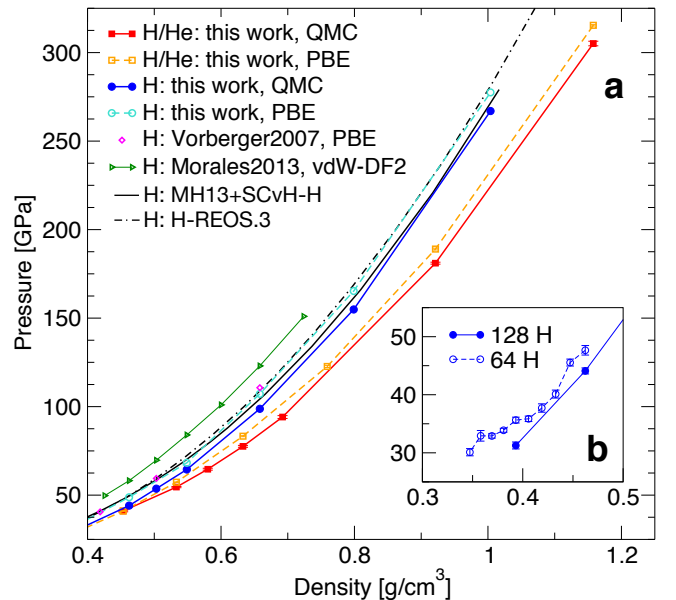 H/He: this work, QMC
H/He: this work, PBE
H: this work, QMC
H: this work, PBE
H: Vorberger2007, PBE
H: Morales2013, vdW-DF2
H: MH13+SCvH-H
H: H-REOS.3
a
300
250
200
150
100
50
Pressure [GPa]
128 H
64 H
50
40
30
b
0.3 0.4 0.5
0.4 0.6 0.8 1 1.2
Density [g/cm³]